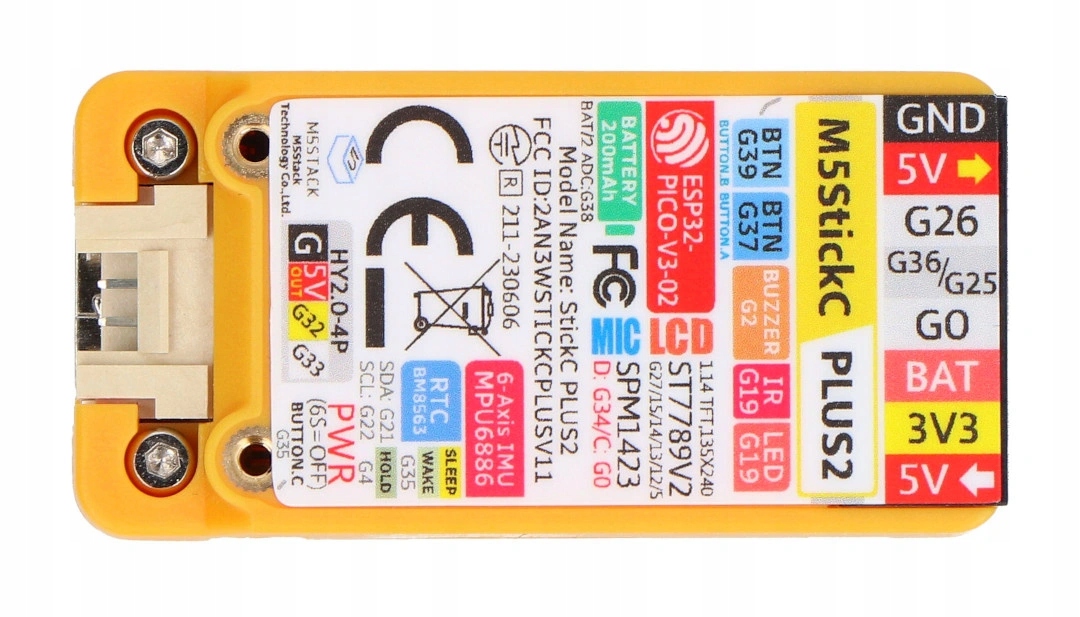 GND
5V
G26
G36/G25
G0
BAT
3V3
5V
M5StickC PLUS2
BTN G39
BUTTON.B
BTN G37
BUTTON.A
BUZZER G2
IR G19
LED G19
ESP32-PICO-V3-02
LCD
1.14 TFT,135X240
ST7789V2
G27/15/14/13/12/5
BATTERY 200mAh
BAT/2 ADC:G38
FC
MIC
SPM1423
D: G34/C: G0
Model Name: StickC PLUS2
FCC ID:2AN3WSTICKCPLUSV11
R 211-230606
6-Axis IMU
MPU6886
SLEEP
WAKE
G35
RTC
BM8563
SDA: G21
SCL: G22
HOLD
G4
CE
PWR
(6S=OFF)
BUTTON.C
G35
HY2.0-4P
G
5V OUT
G32
G33
M5STACK
M5Stack
Technology Co.,Ltd.